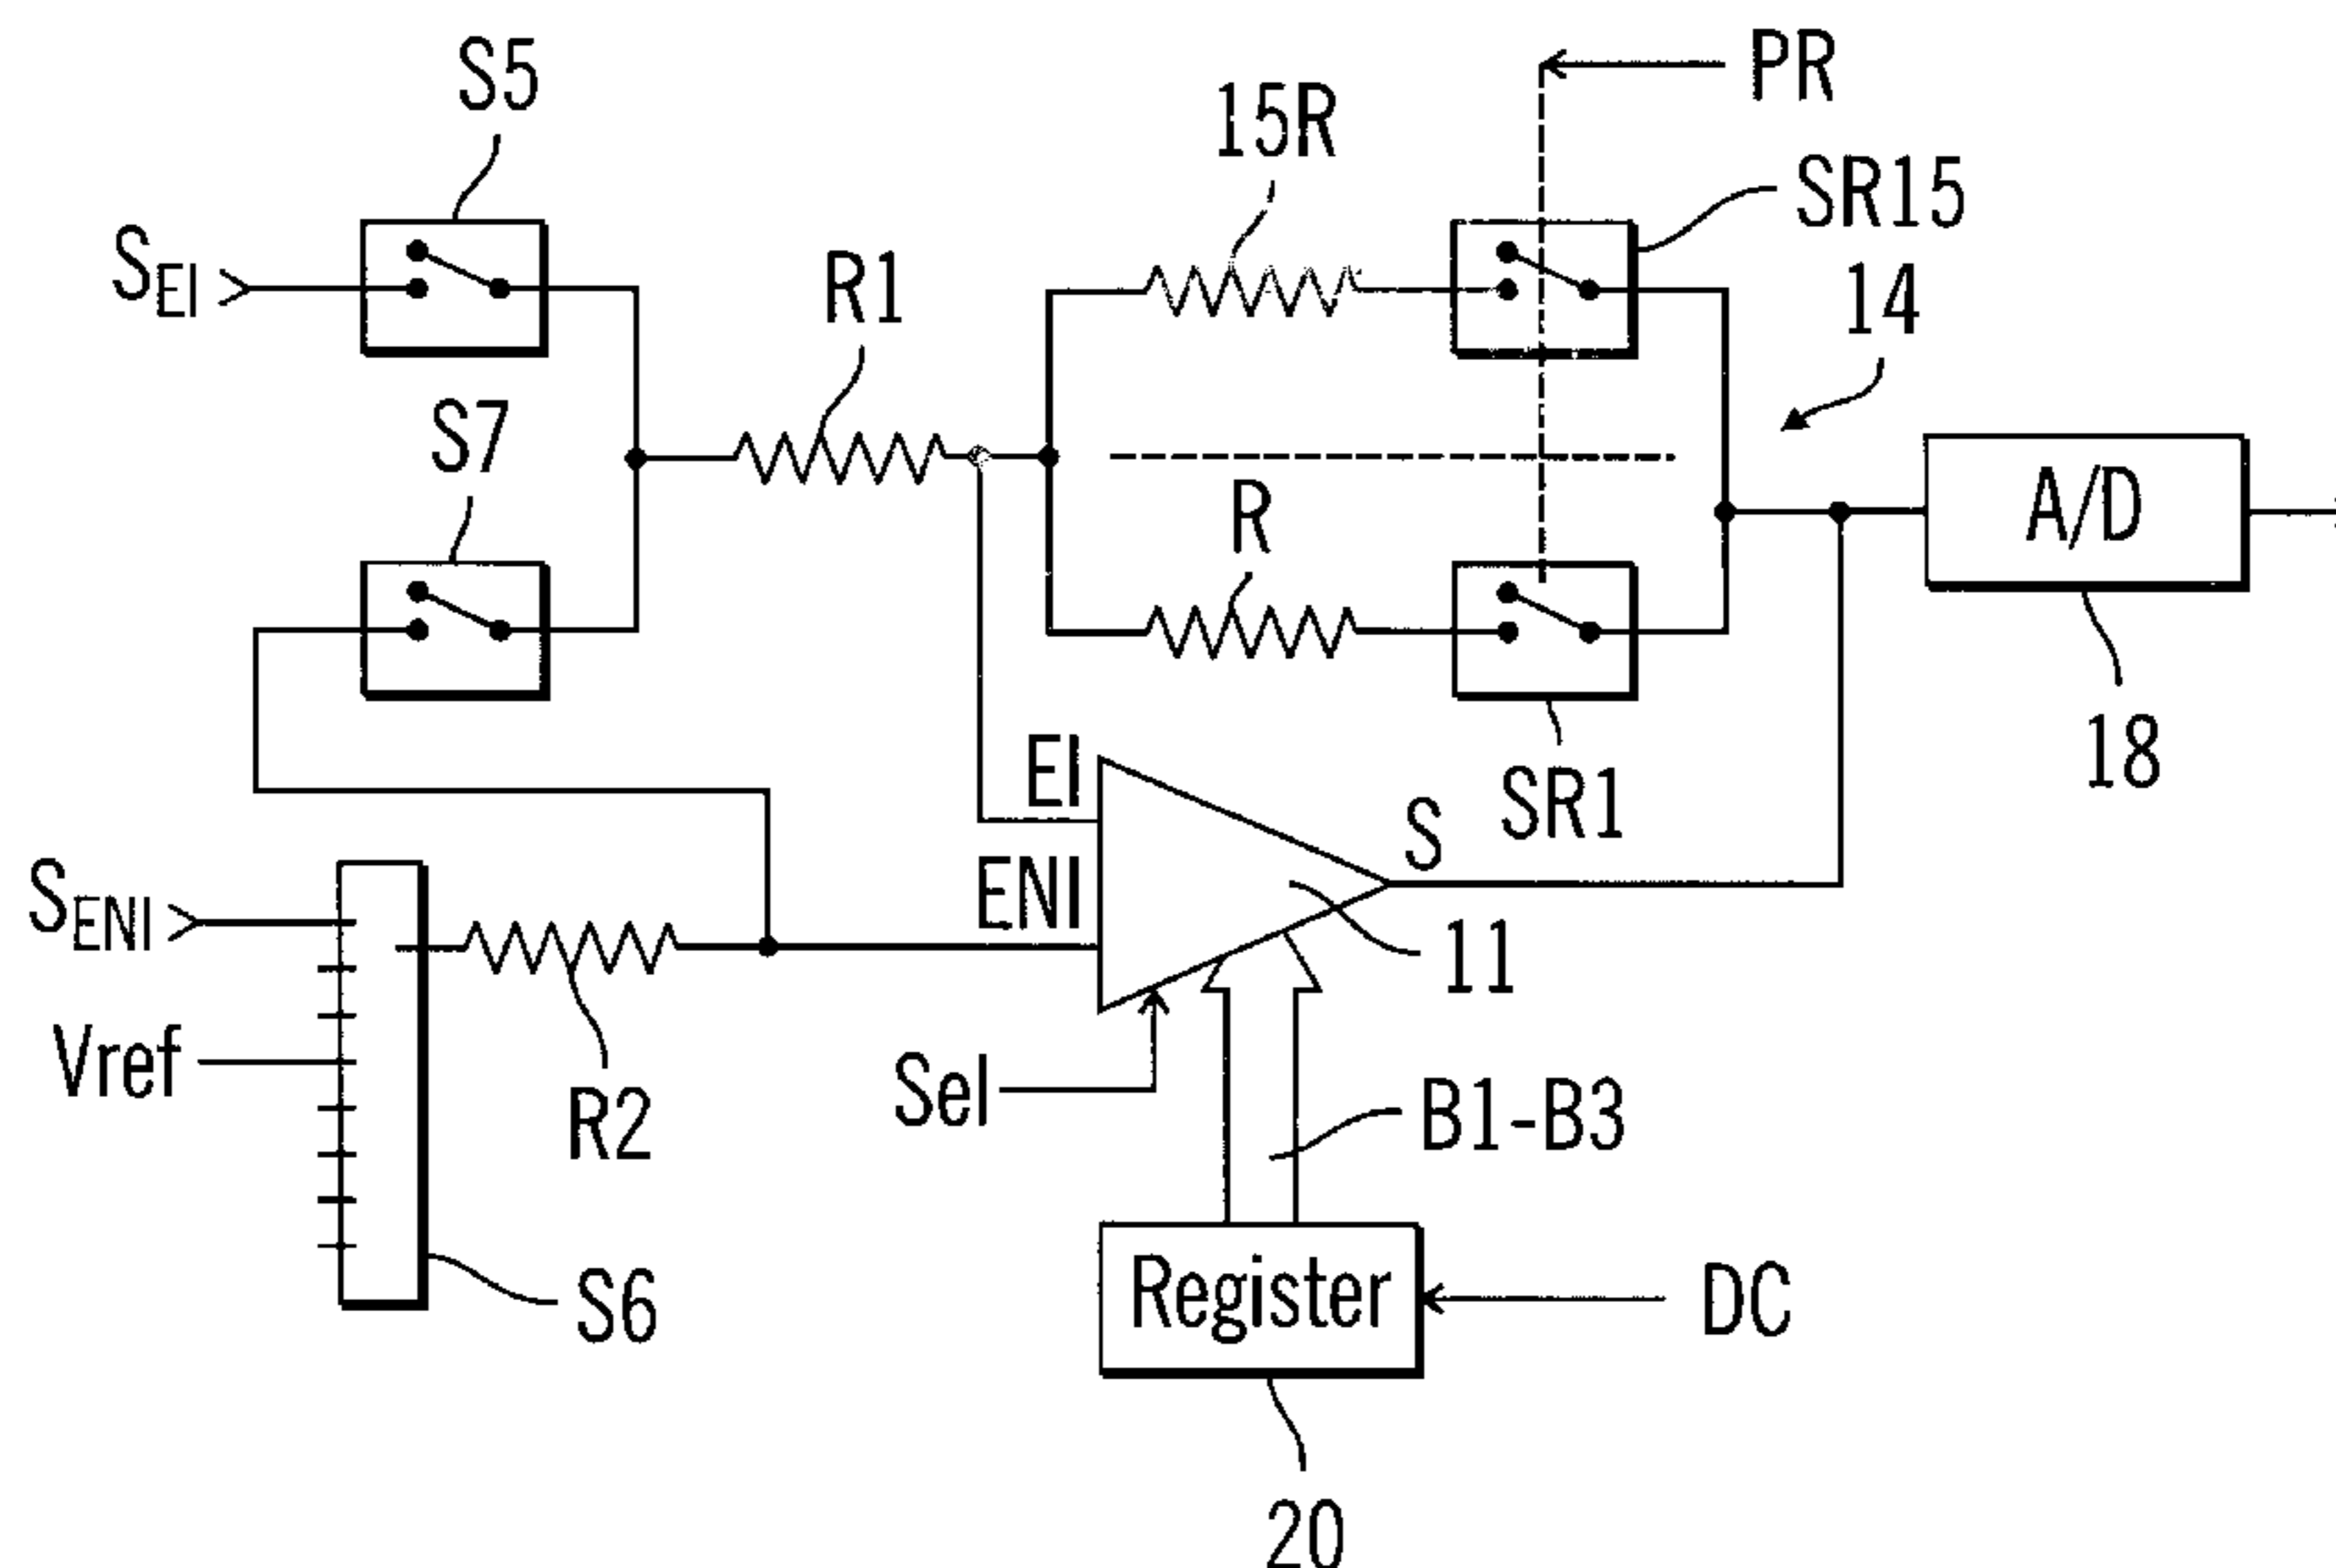 S5
PR
15R
SR15
SEI
R1
14
S7
A/D
R
18
EI
SR1
S
SENI
ENI
11
Vref
Sel
R2
B1-B3
Register
DC
S6
20